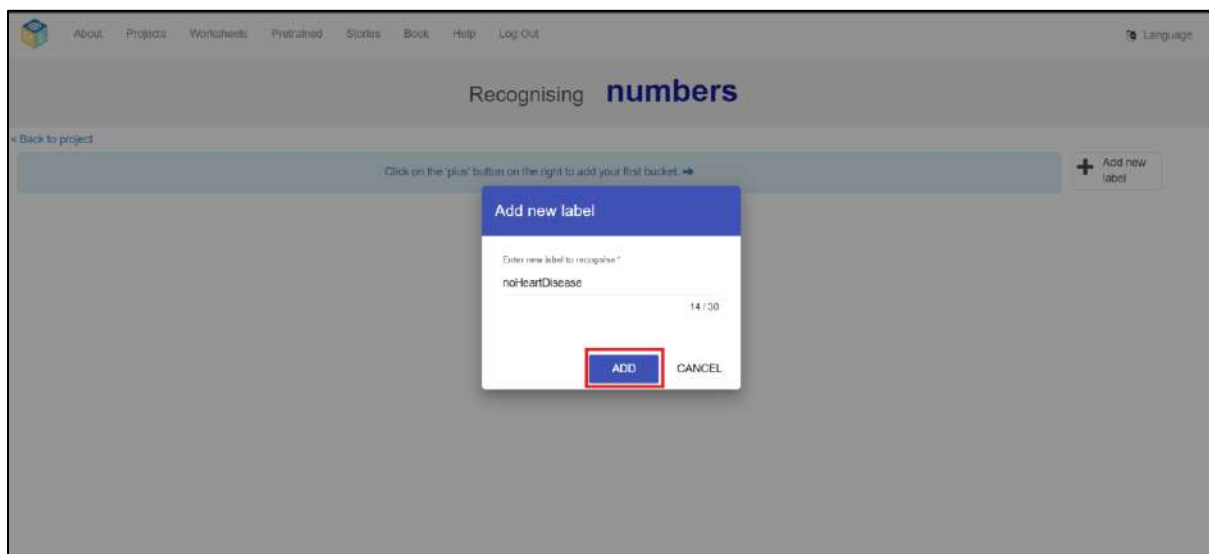 About Projects Worksheets Pretrained Stories Book Help Log Out Language
Recognising numbers
< Back to project
Click on the 'plus' button on the right to add your first bucket. ➔
+ Add new
label
Add new label
Enter new label to recognise *
noHeartDisease
14 / 30
ADD CANCEL